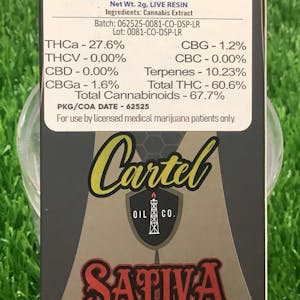 Net Wt. 2g, LIVE RESIN
Ingredients: Cannabis Extract
Batch: 062525-0081-CO-DSP-LR
Lot: 0081-CO-DSP-LR
THCa - 27.6% CBG - 1.2%
THCV - 0.00% CBC - 0.00%
CBD - 0.00% Terpenes - 10.23%
CBGa - 1.6% Total THC - 60.6%
Total Cannabinoids - 67.7%
PKG/COA DATE - 62525
For use by licensed medical marijuana patients only.
Cartel
OIL CO.
SATIVA